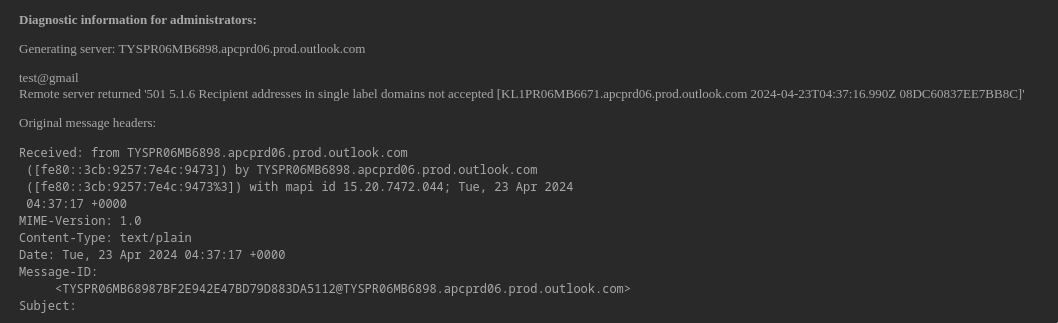 Diagnostic information for administrators:
Generating server: TYSPR06MB6898.apcprd06.prod.outlook.com
test@gmail
Remote server returned '501 5.1.6 Recipient addresses in single label domains not accepted [KL1PR06MB6671.apcprd06.prod.outlook.com 2024-04-23T04:37:16.990Z 08DC60837EE7BB8C]'
Original message headers:
Received: from TYSPR06MB6898.apcprd06.prod.outlook.com
 ([fe80::3cb:9257:7e4c:9473]) by TYSPR06MB6898.apcprd06.prod.outlook.com
 ([fe80::3cb:9257:7e4c:9473%3]) with mapi id 15.20.7472.044; Tue, 23 Apr 2024
 04:37:17 +0000
MIME-Version: 1.0
Content-Type: text/plain
Date: Tue, 23 Apr 2024 04:37:17 +0000
Message-ID:
     <TYSPR06MB68987BF2E942E47BD79D883DA5112@TYSPR06MB6898.apcprd06.prod.outlook.com>
Subject: